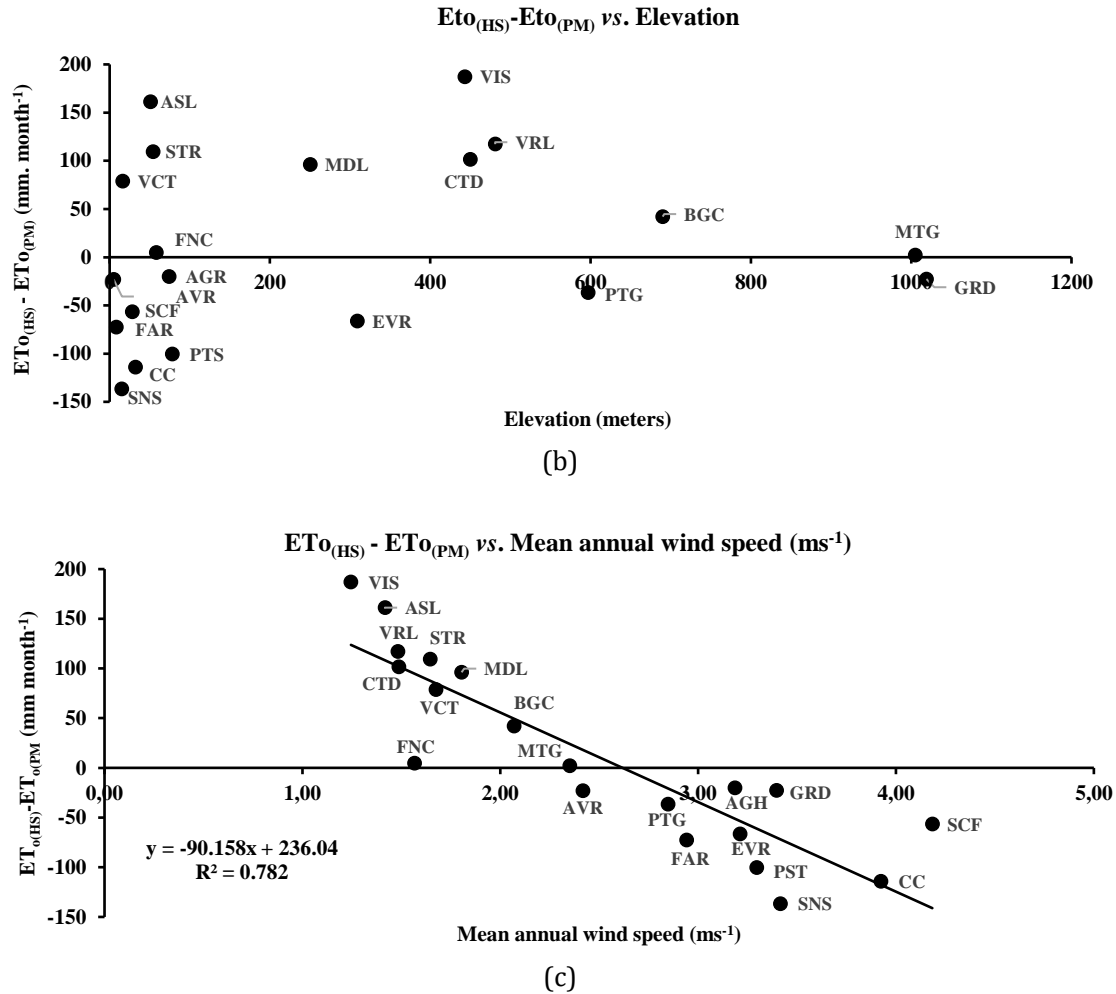 Eto(HS)-Eto(PM) vs. Elevation
ETo(HS) - ETo(PM) (mm. month-1)
200
150
100
50
0
-50
-100
-150
200
400
600
800
1000
1200
VIS
ASL
VRL
STR
MDL
CTD
VCT
BGC
FNC
MTG
AGR
AVR
PTG
GRD
SCF
EVR
FAR
PTS
CC
SNS
Elevation (meters)
(b)
ETo(HS) - ETo(PM) vs. Mean annual wind speed (ms-1)
ETo(HS)-ETo(PM (mm month-1)
200
150
100
50
0
-50
-100
-150
0,00
1,00
2,00
3,00
4,00
5,00
VIS
ASL
VRL
STR
CTD
MDL
VCT
BGC
FNC
MTG
AVR
AGH
GRD
PTG
SCF
FAR
EVR
PST
CC
SNS
y = -90.158x + 236.04
R² = 0.782
Mean annual wind speed (ms-1)
(c)